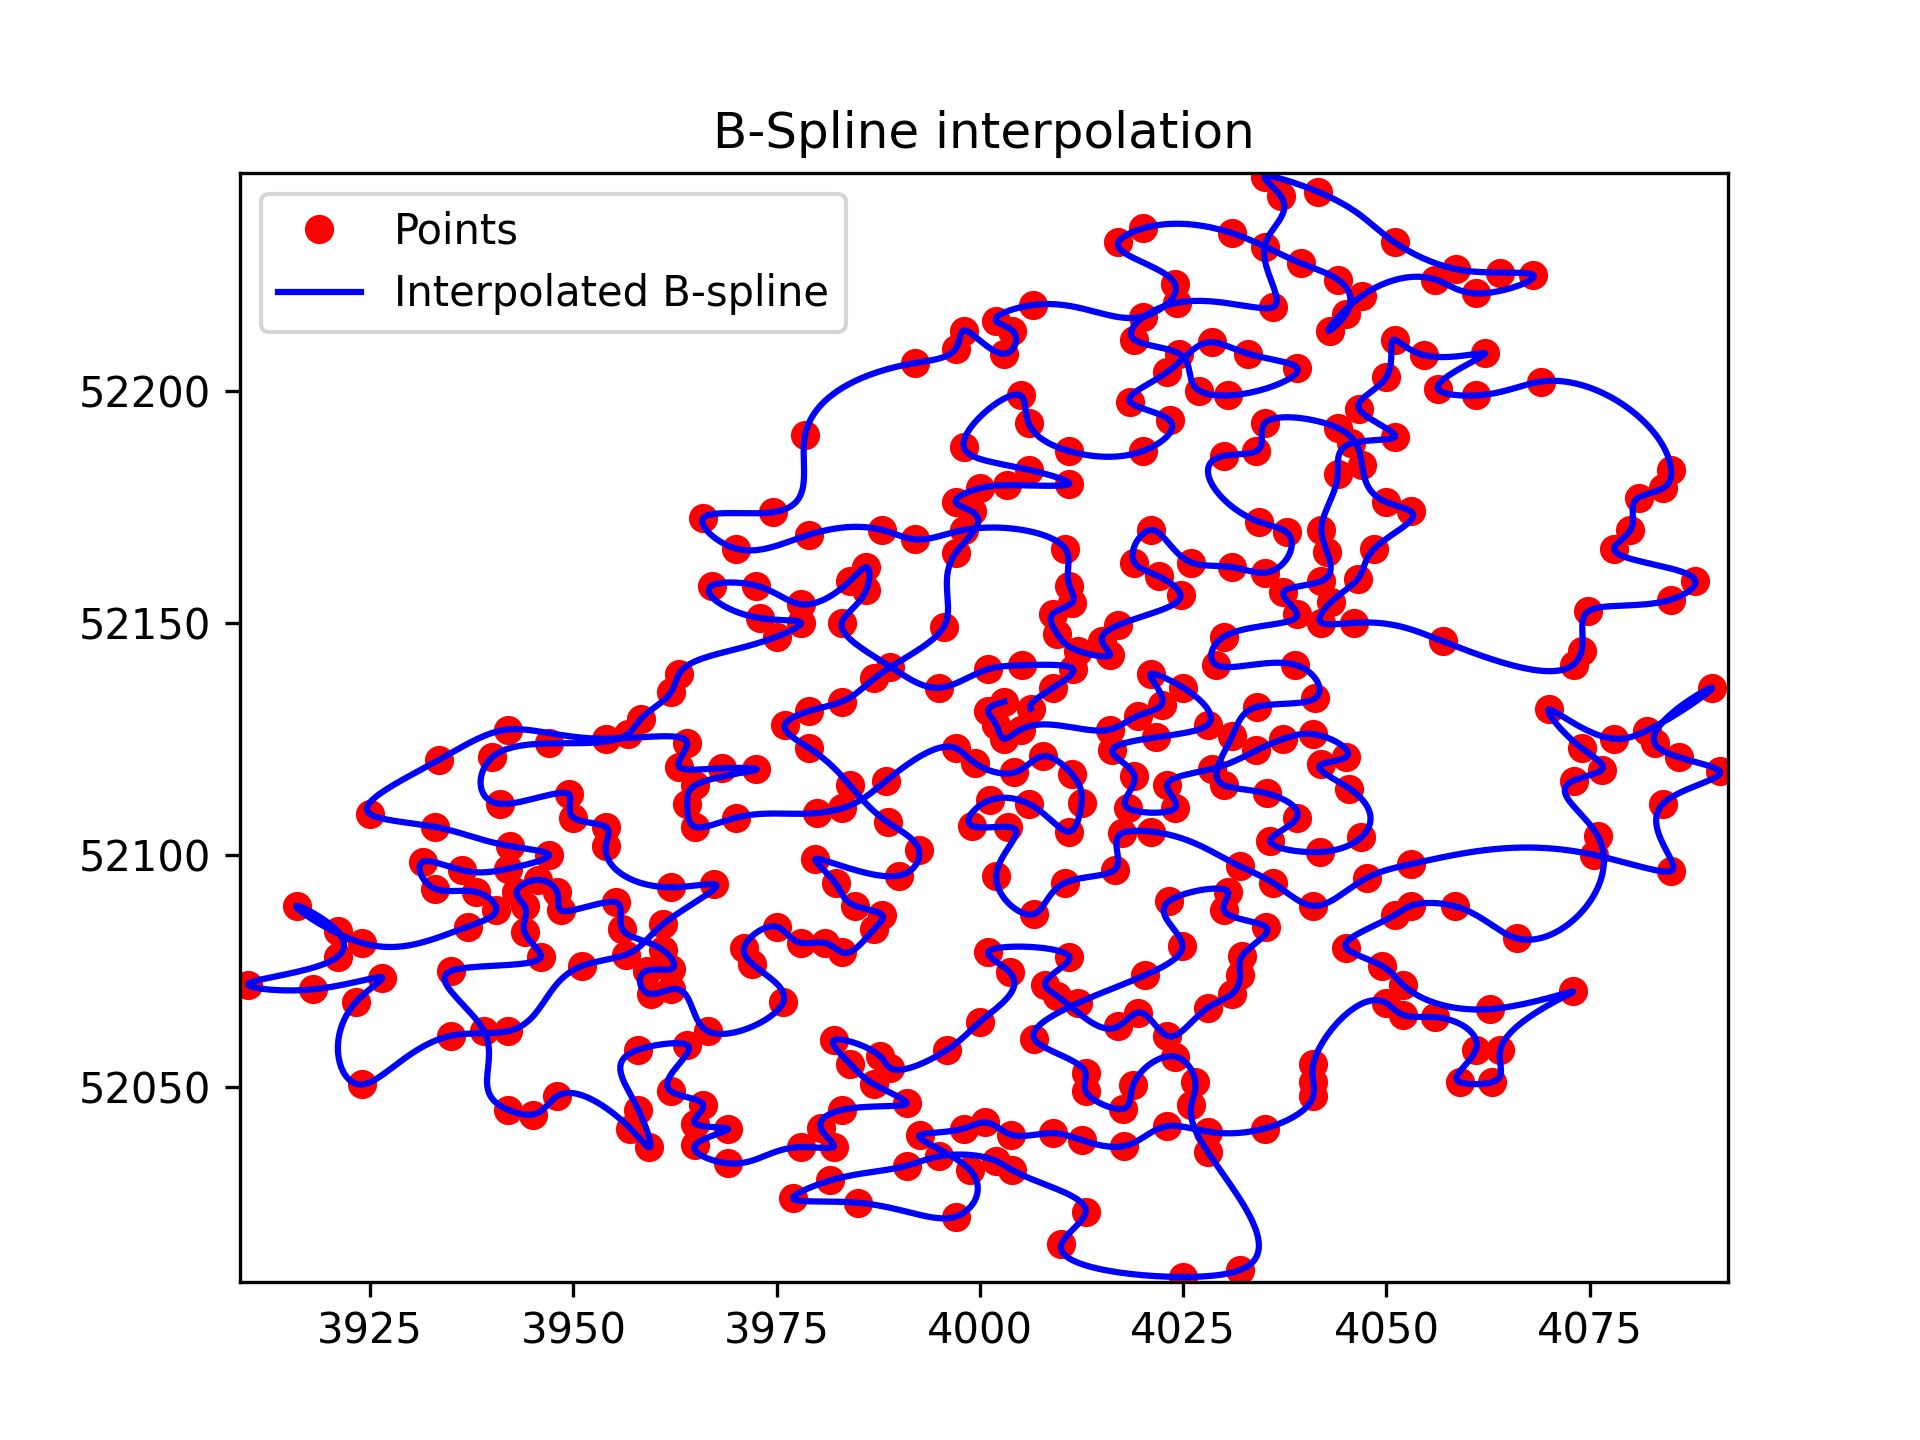 B-Spline interpolation
Points
Interpolated B-spline
52200
52150
52100
52050
3925 3950 3975 4000 4025 4050 4075